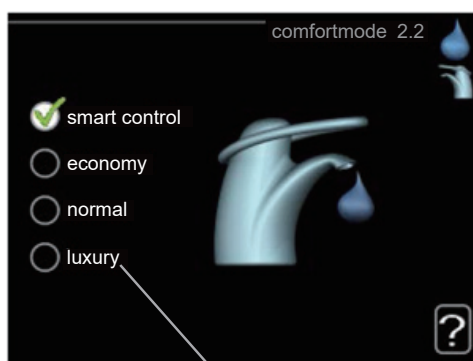 comfortmode 2.2
smart control
economy
normal
luxury
?